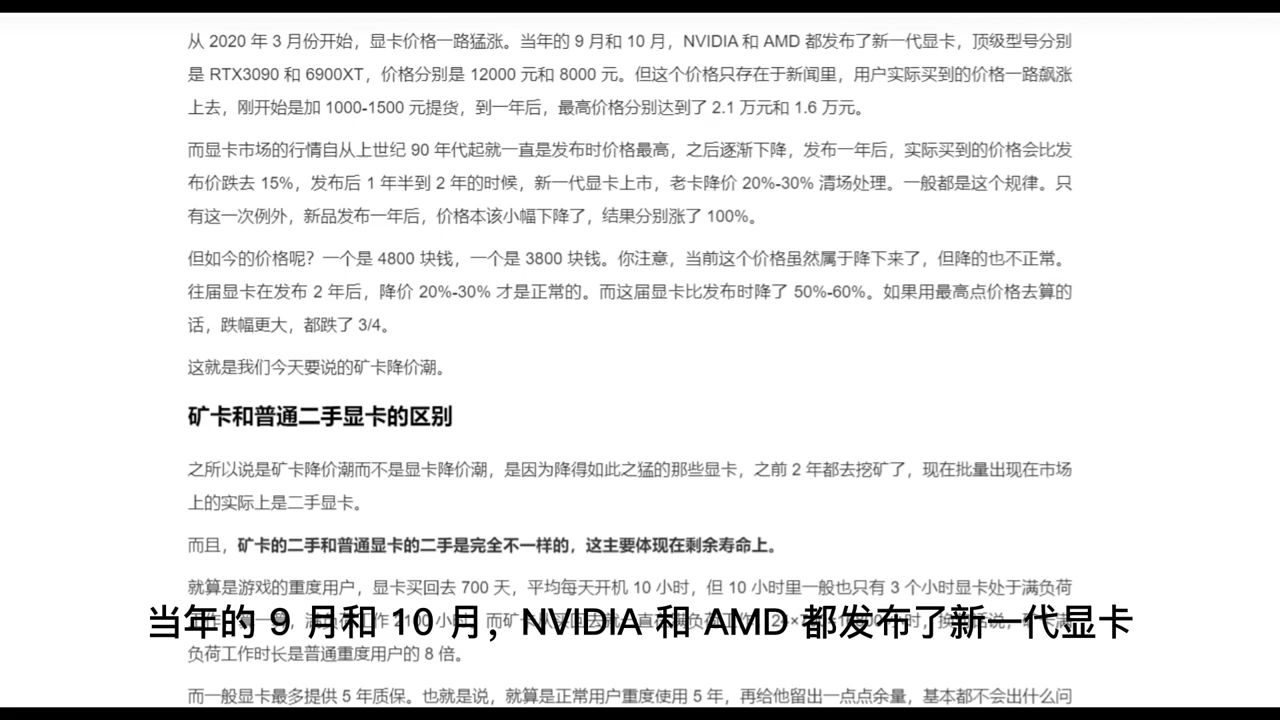 从 2020 年 3 月份开始，显卡价格一路猛涨。当年的 9 月和 10 月，NVIDIA 和 AMD 都发布了新一代显卡，顶级型号分别
是 RTX3090 和 6900XT，价格分别是 12000 元和 8000 元。但这个价格只存在于新闻里，用户实际买到的价格一路飙涨
上去，刚开始是加 1000-1500 元提货，到一年后，最高价格分别达到了 2.1 万元和 1.6 万元。
而显卡市场的行情自从上世纪 90 年代起就一直是发布时价格最高，之后逐渐下降，发布一年后，实际买到的价格会比发
布价跌去 15%，发布后 1 年半到 2 年的时候，新一代显卡上市，老卡降价 20%-30% 清场处理。一般都是这个规律。只
有这一次例外，新品发布一年后，价格本该小幅下降了，结果分别涨了 100%。
但如今的价格呢？一个是 4800 块钱，一个是 3800 块钱。你注意，当前这个价格虽然属于降下来了，但降的也不正常。
往届显卡在发布 2 年后，降价 20%-30% 才是正常的。而这届显卡比发布时降了 50%-60%。如果用最高点价格去算的
话，跌幅更大，都跌了 3/4。
这就是我们今天要说的矿卡降价潮。
矿卡和普通二手显卡的区别
之所以说是矿卡降价潮而不是显卡降价潮，是因为降得如此之猛的那些显卡，之前 2 年都去挖矿了，现在批量出现在市场
上的实际上是二手显卡。
而且，矿卡的二手和普通显卡的二手是完全不一样的，这主要体现在剩余寿命上。
就算是游戏的重度用户，显卡买回去 700 天，平均每天开机 10 小时，但 10 小时里一般也只有 3 个小时显卡处于满负荷
当年的 9 月和 10 月，NVIDIA 和 AMD 都发布了新一代显卡
负荷工作时长是普通重度用户的 8 倍。
而一般显卡最多提供 5 年质保。也就是说，就算是正常用户重度使用 5 年，再给他留出一点点余量，基本都不会出什么问